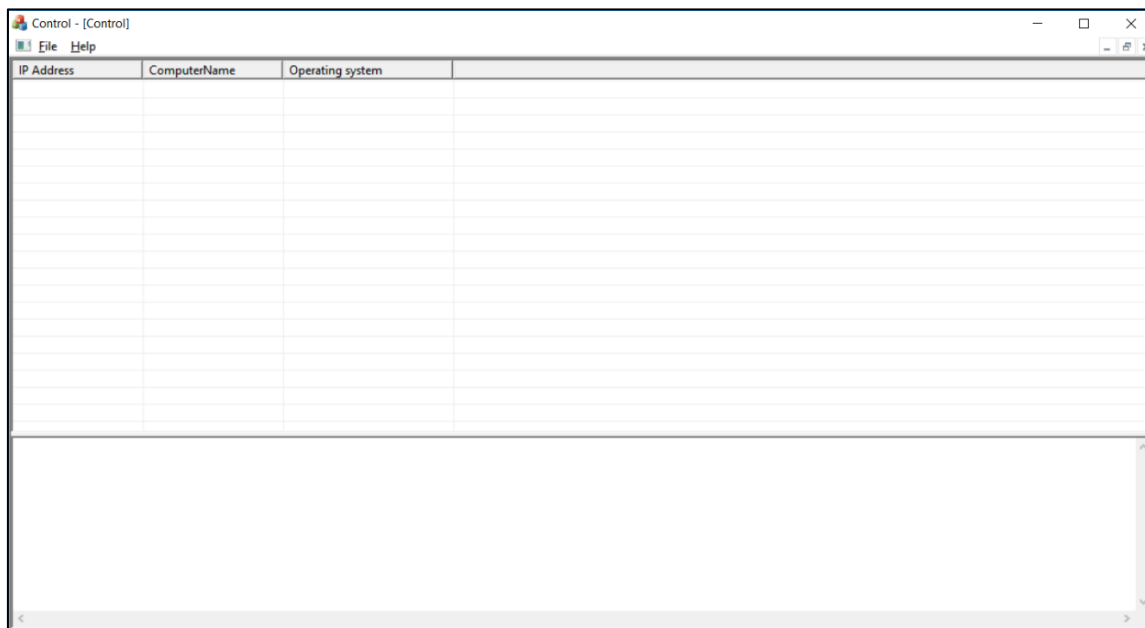 Control - [Control]
File Help
IP Address ComputerName Operating system